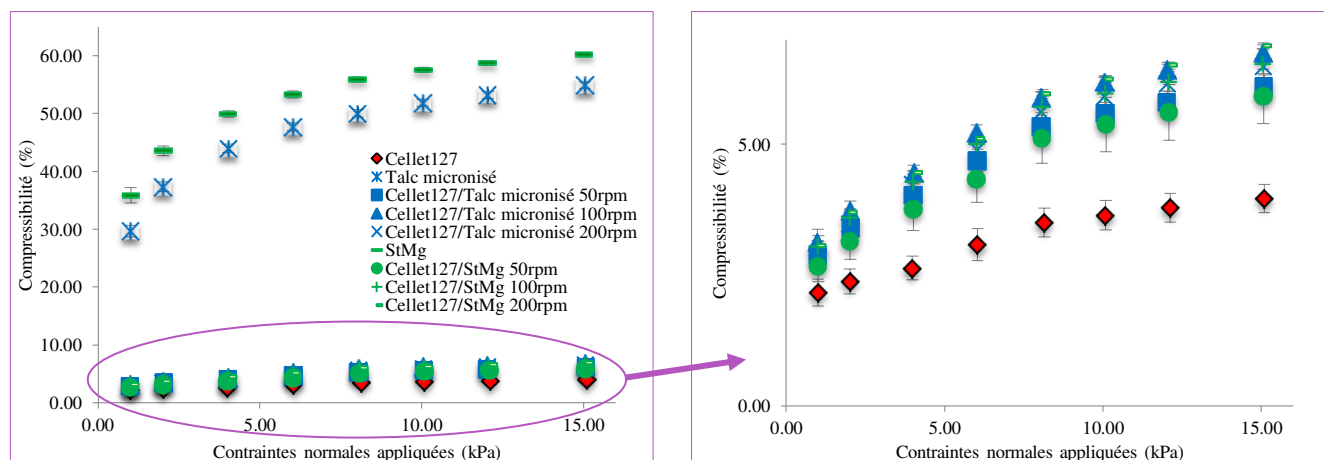 60.00
50.00
40.00
30.00
20.00
10.00
0.00
Compressibilité (%)
Cellet127
Talc micronisé
Cellet127/Talc micronisé 50rpm
Cellet127/Talc micronisé 100rpm
Cellet127/Talc micronisé 200rpm
StMg
Cellet127/StMg 50rpm
Cellet127/StMg 100rpm
Cellet127/StMg 200rpm
0.00 5.00 10.00 15.00
Contraintes normales appliquées (kPa)
5.00
0.00
Compressibilité (%)
0.00 5.00 10.00 15.00
Contraintes normales appliquées (kPa)